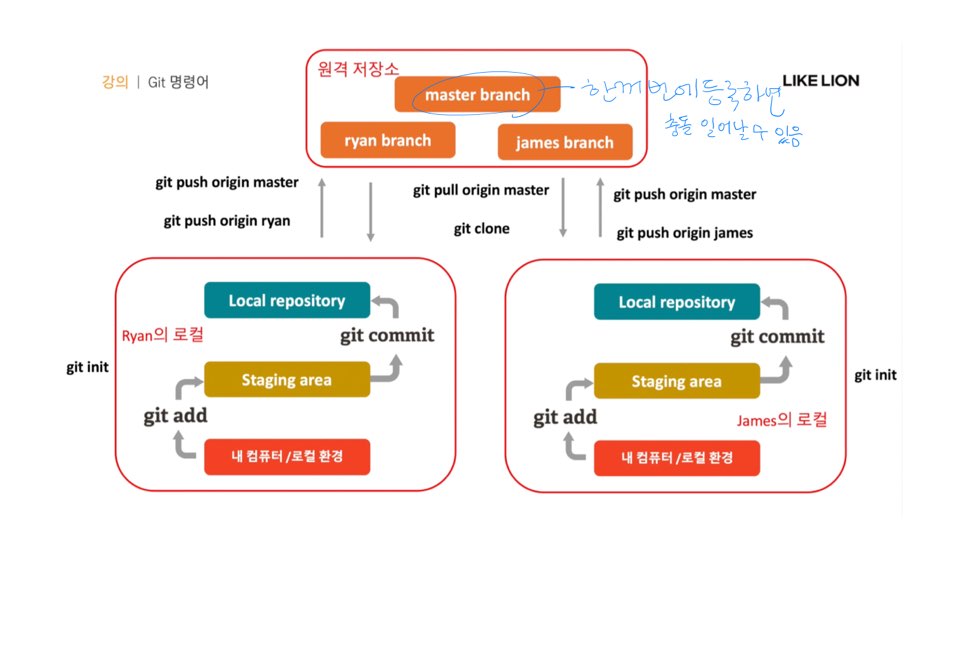 강의 | Git 명령어
LIKE LION
원격 저장소
master branch
한꺼번에 등록하면
충돌 일어날 수 있음
ryan branch
james branch
git push origin master
git push origin ryan
git pull origin master
git clone
git push origin master
git push origin james
Local repository
Ryan의 로컬
git commit
git init
Staging area
git add
내 컴퓨터 /로컬 환경
Local repository
git commit
git init
Staging area
git add
James의 로컬
내 컴퓨터 /로컬 환경